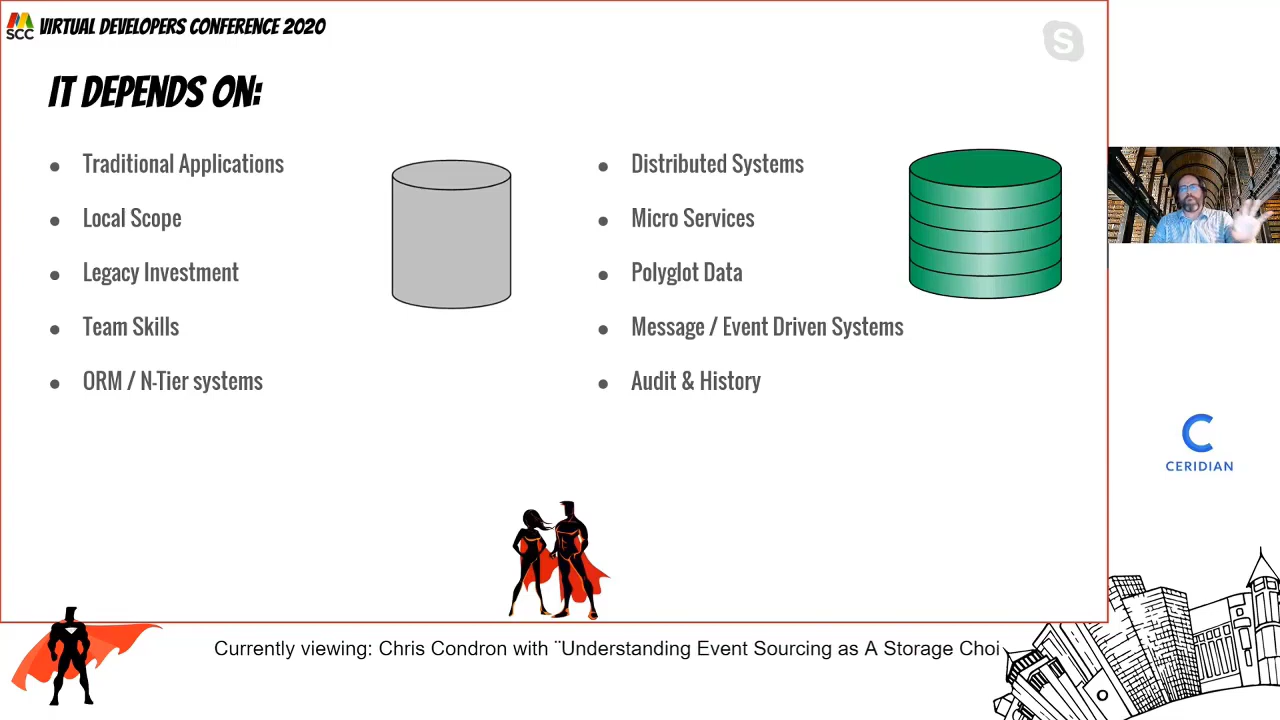 SCC VIRTUAL DEVELOPERS CONFERENCE 2020
S
IT DEPENDS ON:
● Traditional Applications
● Local Scope
● Legacy Investment
● Team Skills
● ORM / N-Tier systems
● Distributed Systems
● Micro Services
● Polyglot Data
● Message / Event Driven Systems
● Audit & History
C
CERIDIAN
Currently viewing: Chris Condron with ¨Understanding Event Sourcing as A Storage Choi